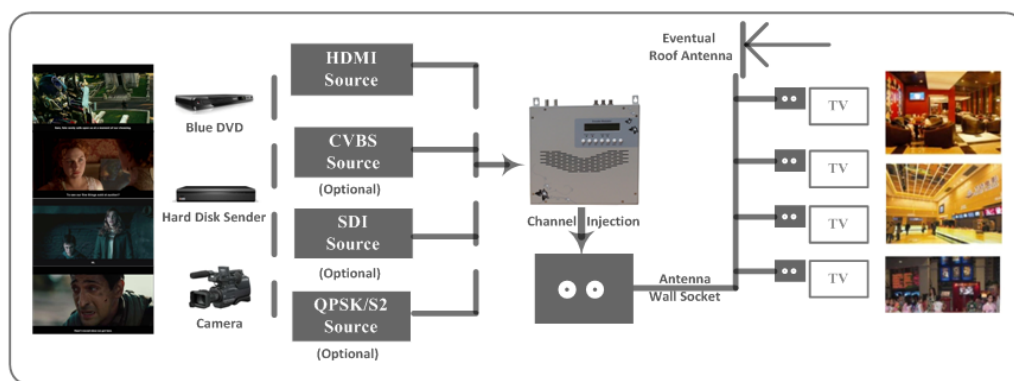 Blue DVD
Hard Disk Sender
Camera
HDMI
Source
CVBS
Source
(Optional)
SDI
Source
(Optional)
QPSK/S2
Source
(Optional)
Channel Injection
Antenna
Wall Socket
Eventual
Roof Antenna
TV
TV
TV
TV